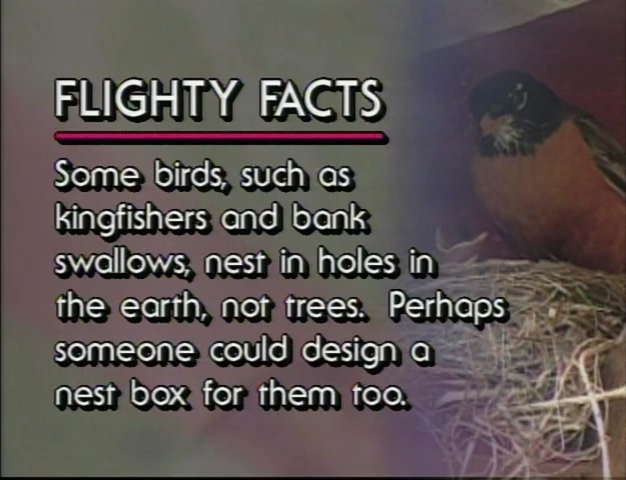 FLIGHTY FACTS
Some birds, such as
kingfishers and bank
swallows, nest in holes in
the earth, not trees. Perhaps
someone could design a
nest box for them too.